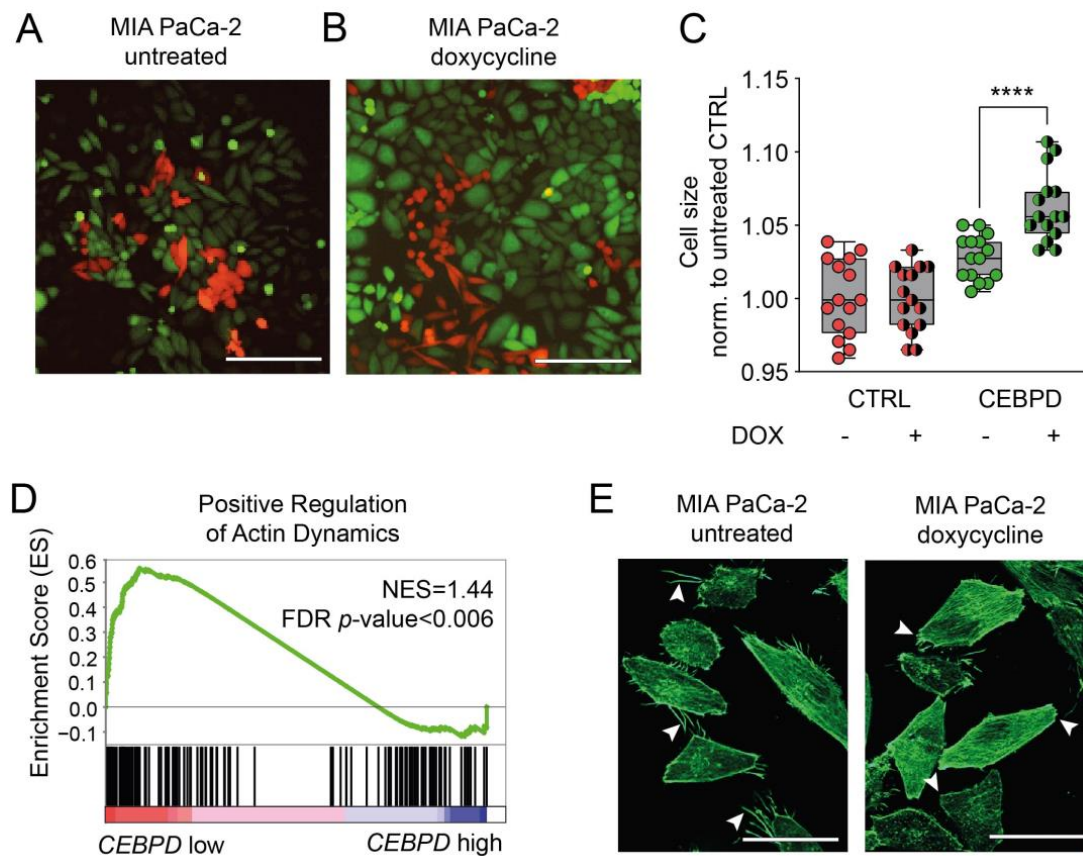 A
MIA PaCa-2
untreated
B
MIA PaCa-2
doxycycline
C
Cell size
norm. to untreated CTRL
1.15
1.10
1.05
1.00
0.95
****
CTRL
CEBPD
DOX
-
+
-
+
D
Positive Regulation
of Actin Dynamics
Enrichment Score (ES)
0.6
0.5
0.4
0.3
0.2
0.1
0.0
−0.1
NES=1.44
FDR p-value<0.006
CEBPD low
CEBPD high
E
MIA PaCa-2
untreated
MIA PaCa-2
doxycycline